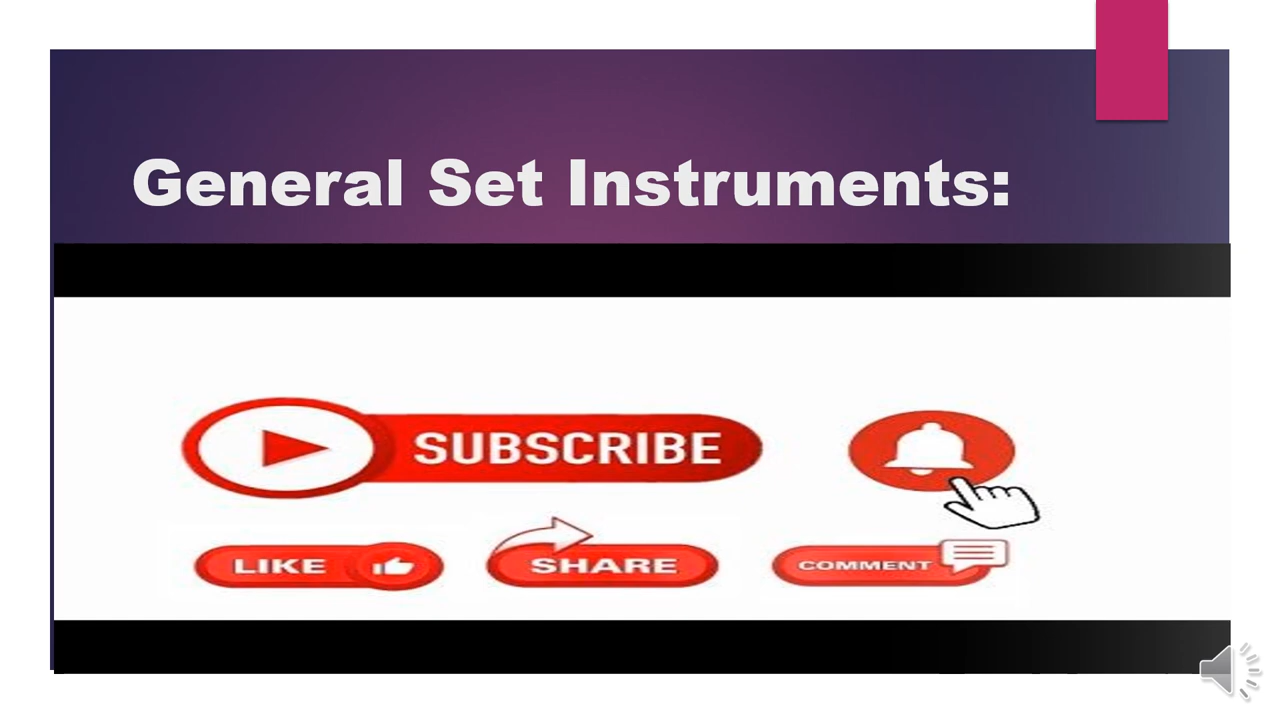 General Set Instruments:
SUBSCRIBE
LIKE
SHARE
COMMENT